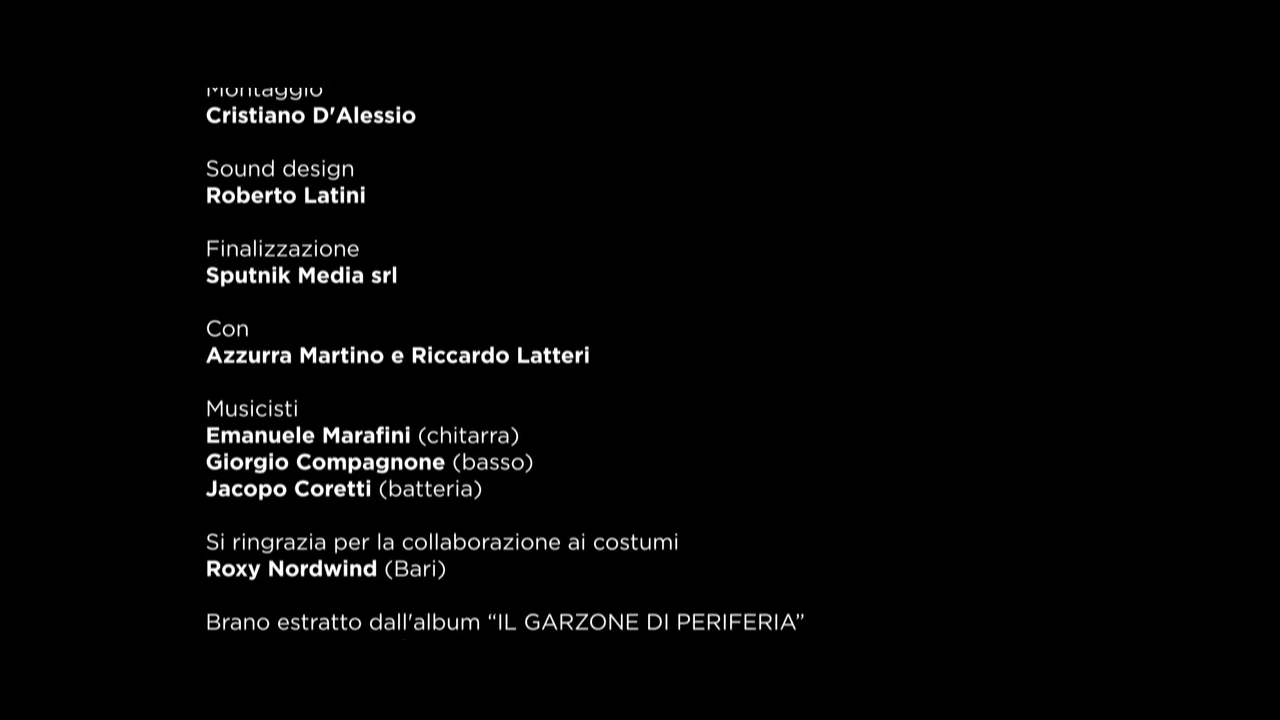 Montaggio
Cristiano D'Alessio
Sound design
Roberto Latini
Finalizzazione
Sputnik Media srl
Con
Azzurra Martino e Riccardo Latteri
Musicisti
Emanuele Marafini (chitarra)
Giorgio Compagnone (basso)
Jacopo Coretti (batteria)
Si ringrazia per la collaborazione ai costumi
Roxy Nordwind (Bari)
Brano estratto dall'album “IL GARZONE DI PERIFERIA”